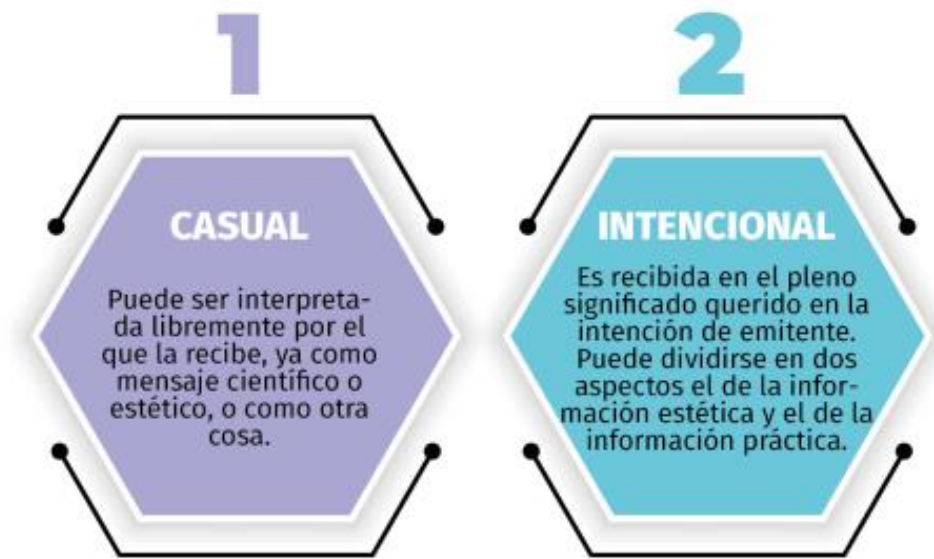 1
CASUAL
Puede ser interpreta-
da libremente por el
que la recibe, ya como
mensaje científico o
estético, o como otra
cosa.
2
INTENCIONAL
Es recibida en el pleno
significado querido en la
intención de emitente.
Puede dividirse en dos
aspectos el de la infor-
mación estética y el de la
información práctica.